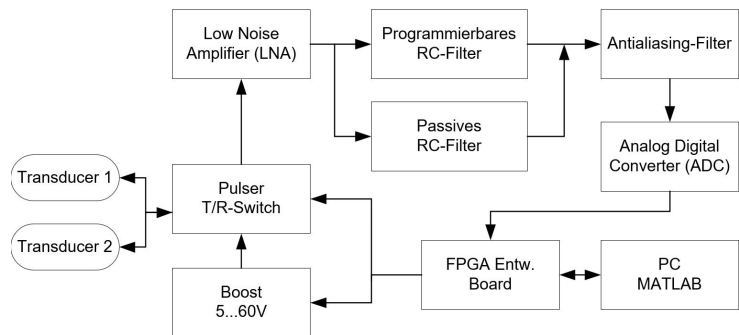 Low Noise
Amplifier (LNA)
Programmierbares
RC-Filter
Antialiasing-Filter
Passives
RC-Filter
Analog Digital
Converter (ADC)
Transducer 1
Pulser
T/R-Switch
Transducer 2
FPGA Entw.
Board
PC
MATLAB
Boost
5...60V